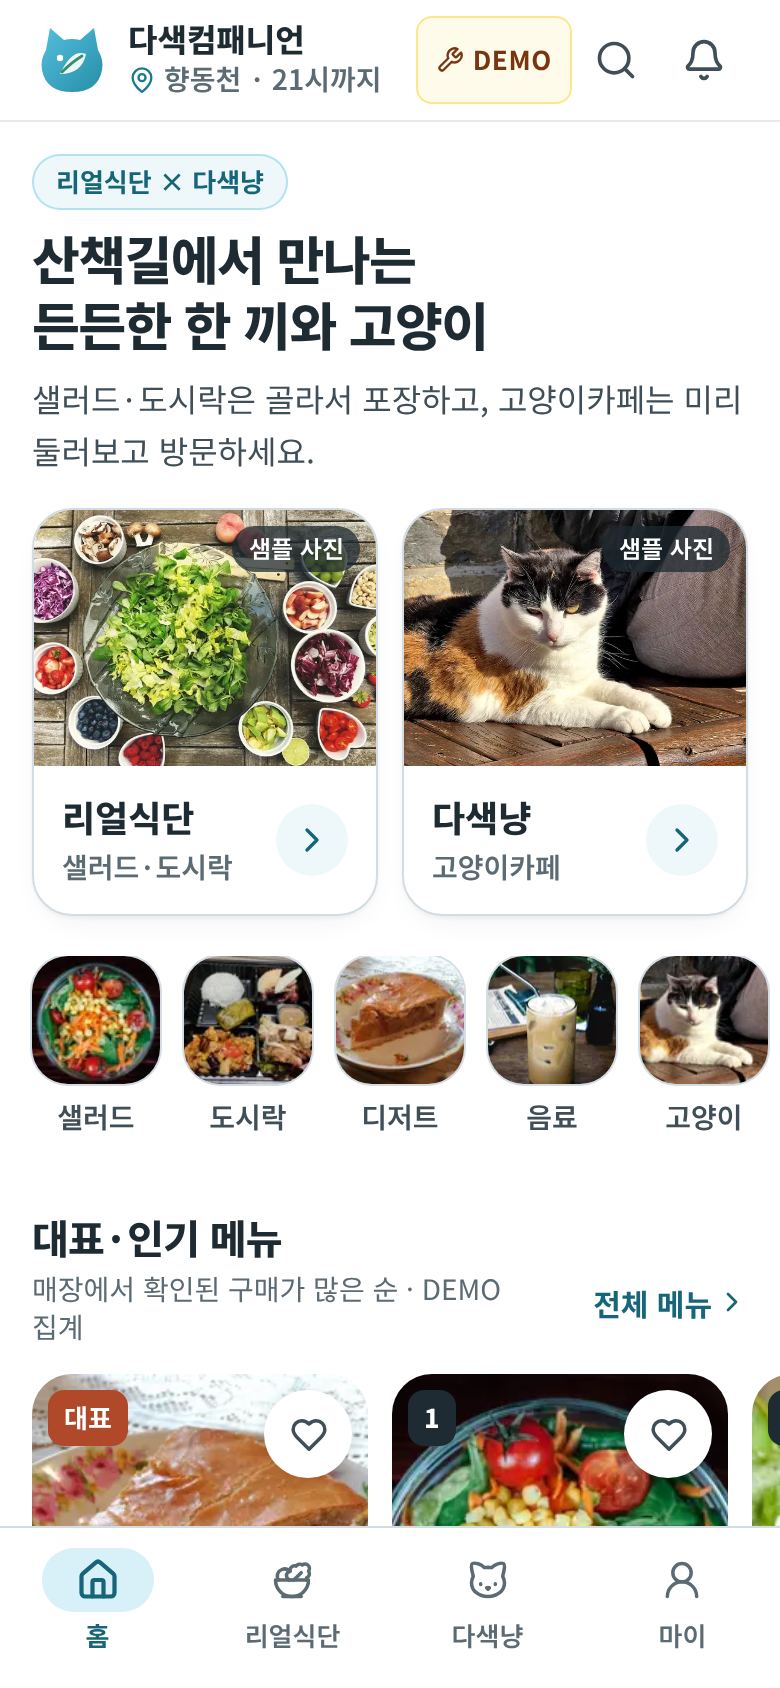 다색컴패니언
향동천 · 21시까지
DEMO
리얼식단 × 다색냥
산책길에서 만나는
든든한 한 끼와 고양이
샐러드·도시락은 골라서 포장하고, 고양이카페는 미리
둘러보고 방문하세요.
샘플 사진
샘플 사진
리얼식단
샐러드·도시락
다색냥
고양이카페
샐러드
도시락
디저트
음료
고양이
대표·인기 메뉴
매장에서 확인된 구매가 많은 순 · DEMO
집계
전체 메뉴
대표
1
홈
리얼식단
다색냥
마이